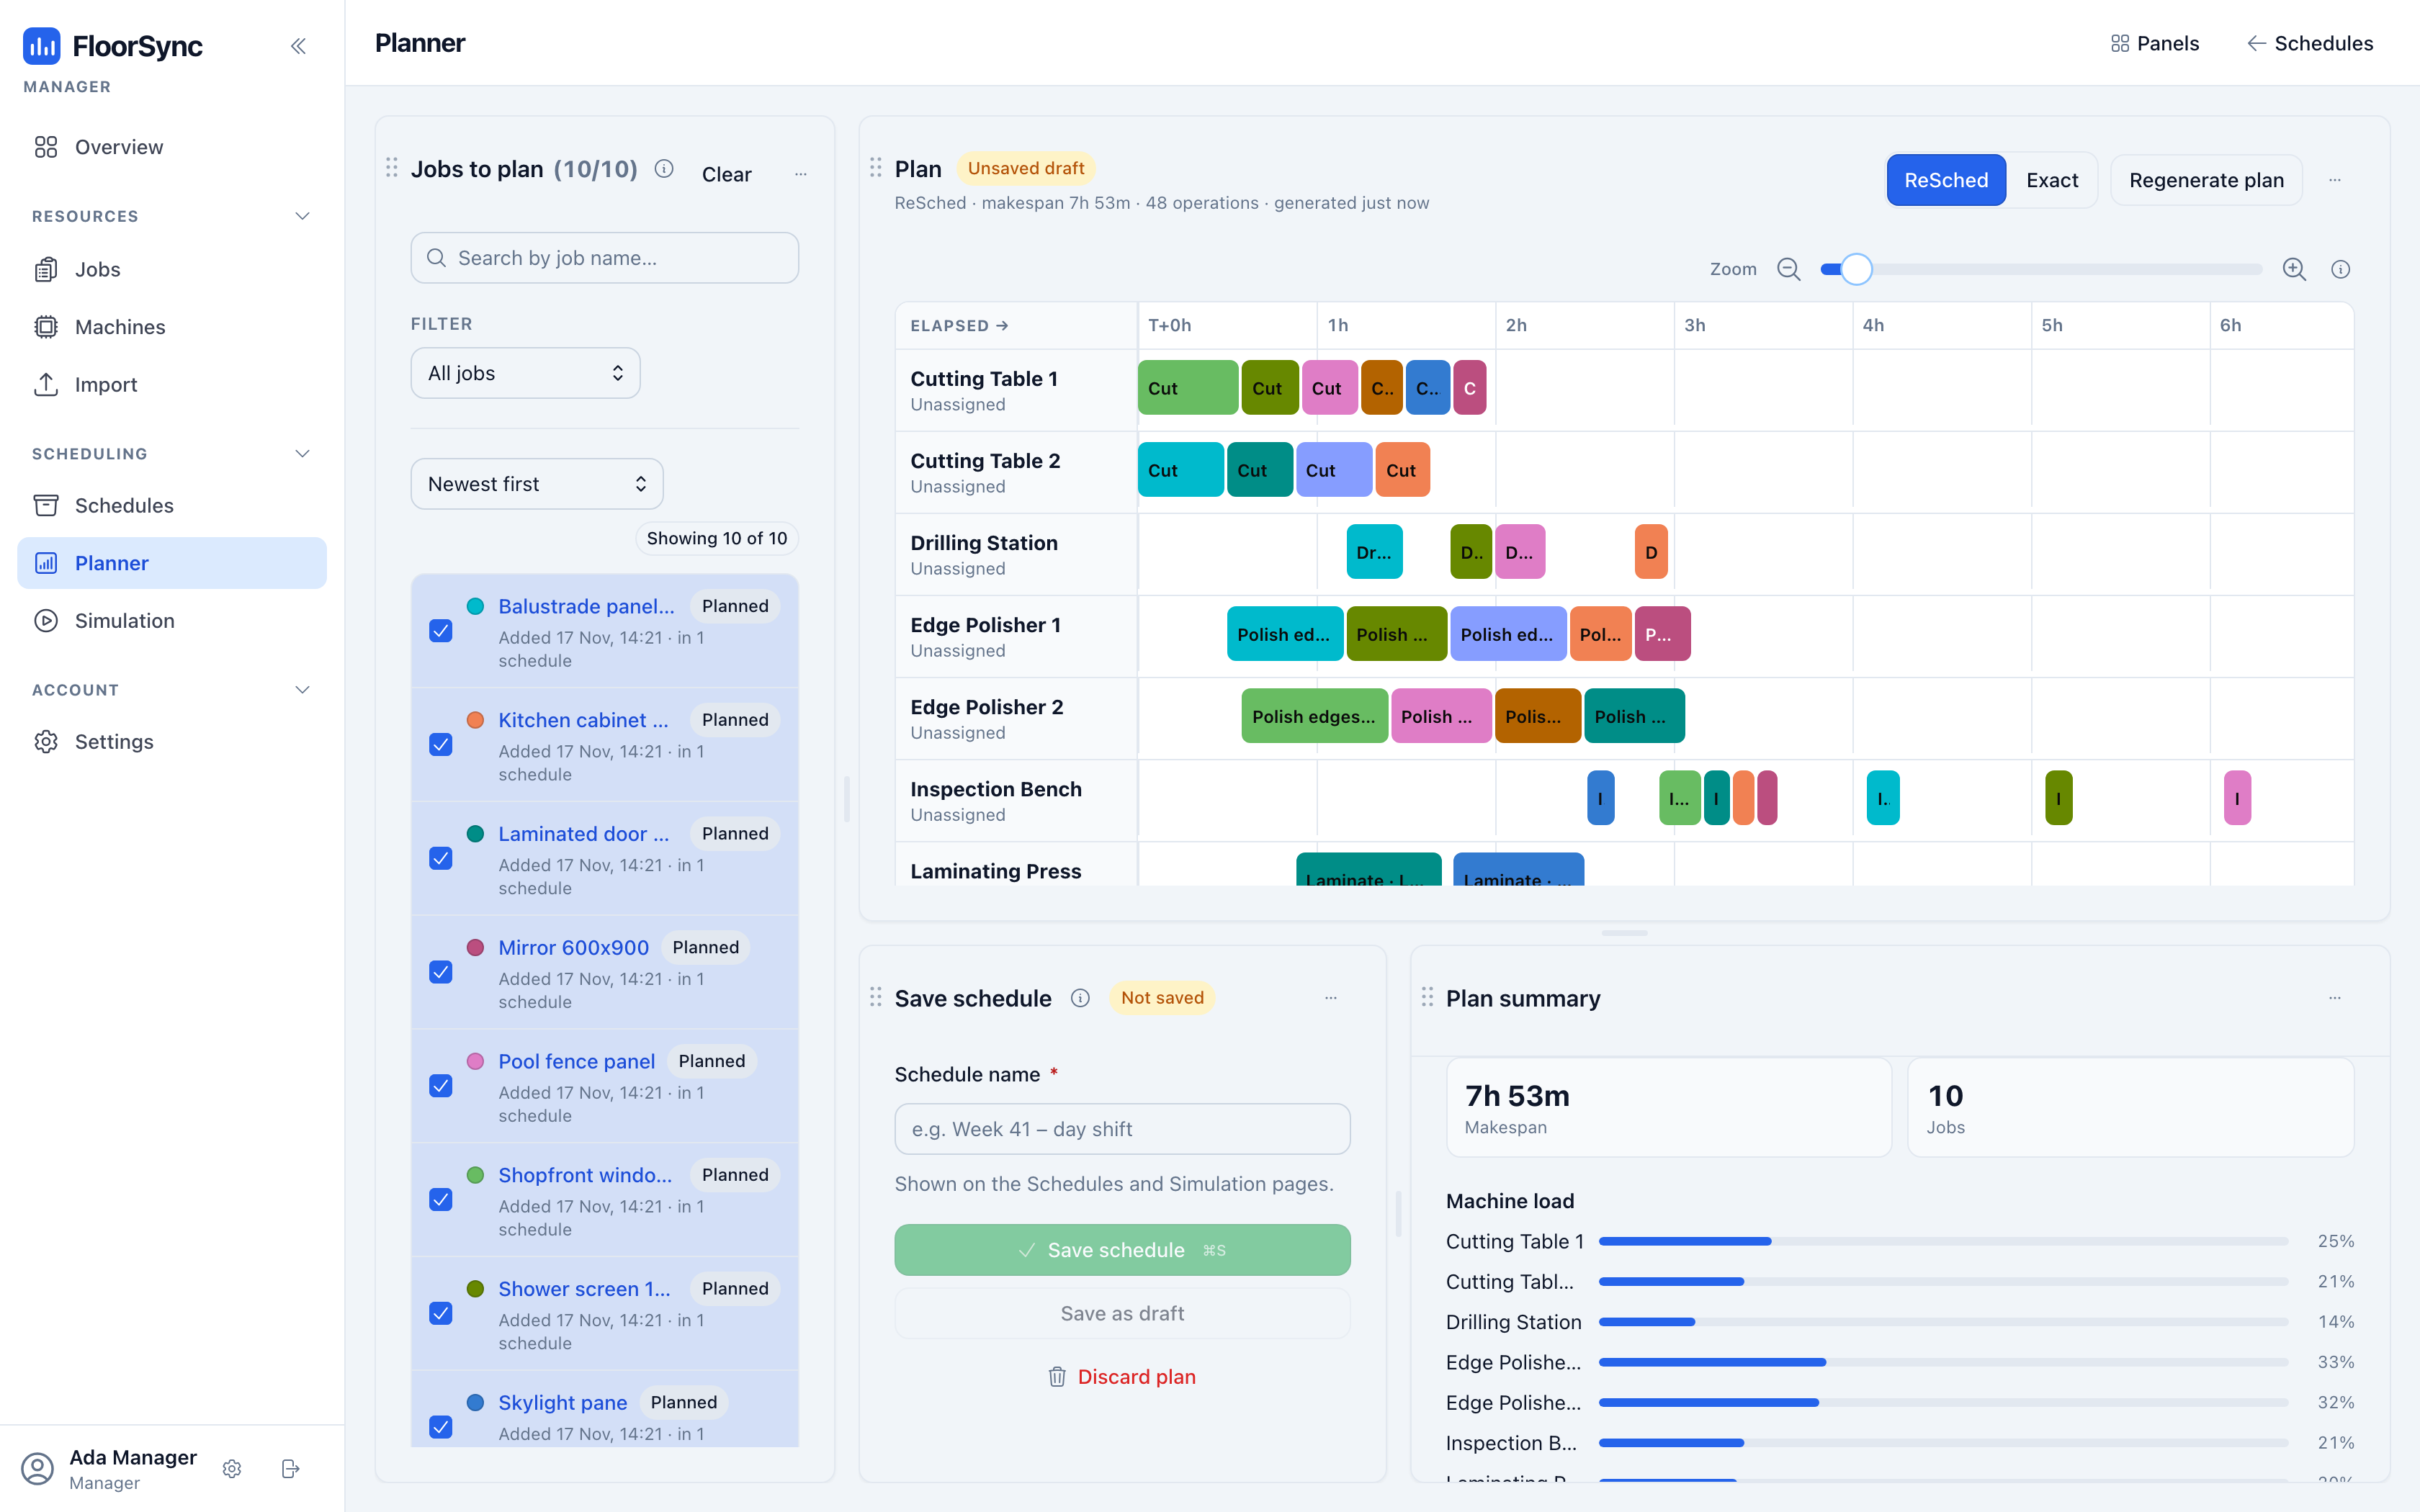 FloorSync
MANAGER
Overview
RESOURCES
Jobs
Machines
Import
SCHEDULING
Schedules
Planner
Simulation
ACCOUNT
Settings
Ada Manager
Manager
Planner
Panels
Schedules
Jobs to plan (10/10)
Clear
Search by job name...
FILTER
All jobs
Newest first
Showing 10 of 10
Balustrade panel... Planned
Added 17 Nov, 14:21 · in 1
schedule
Kitchen cabinet ... Planned
Added 17 Nov, 14:21 · in 1
schedule
Laminated door ... Planned
Added 17 Nov, 14:21 · in 1
schedule
Mirror 600x900 Planned
Added 17 Nov, 14:21 · in 1
schedule
Pool fence panel Planned
Added 17 Nov, 14:21 · in 1
schedule
Shopfront windo... Planned
Added 17 Nov, 14:21 · in 1
schedule
Shower screen 1... Planned
Added 17 Nov, 14:21 · in 1
schedule
Skylight pane Planned
Added 17 Nov, 14:21 · in 1
Plan Unsaved draft
ReSched · makespan 7h 53m · 48 operations · generated just now
ReSched Exact Regenerate plan
Zoom
ELAPSED → T+0h 1h 2h 3h 4h 5h 6h
Cutting Table 1
Unassigned
Cut Cut Cut C.. C.. C
Cutting Table 2
Unassigned
Cut Cut Cut Cut
Drilling Station
Unassigned
Dr... D.. D... D
Edge Polisher 1
Unassigned
Polish ed... Polish ... Polish ed... Pol... P...
Edge Polisher 2
Unassigned
Polish edges... Polish ... Polis... Polish ...
Inspection Bench
Unassigned
I I... I I. I I
Laminating Press
Laminate · L... Laminate · ...
Save schedule Not saved
Schedule name *
e.g. Week 41 – day shift
Shown on the Schedules and Simulation pages.
Save schedule ⌘S
Save as draft
Discard plan
Plan summary
7h 53m
Makespan
10
Jobs
Machine load
Cutting Table 1 25%
Cutting Tabl... 21%
Drilling Station 14%
Edge Polishe... 33%
Edge Polishe... 32%
Inspection B... 21%
Laminating P... 20%